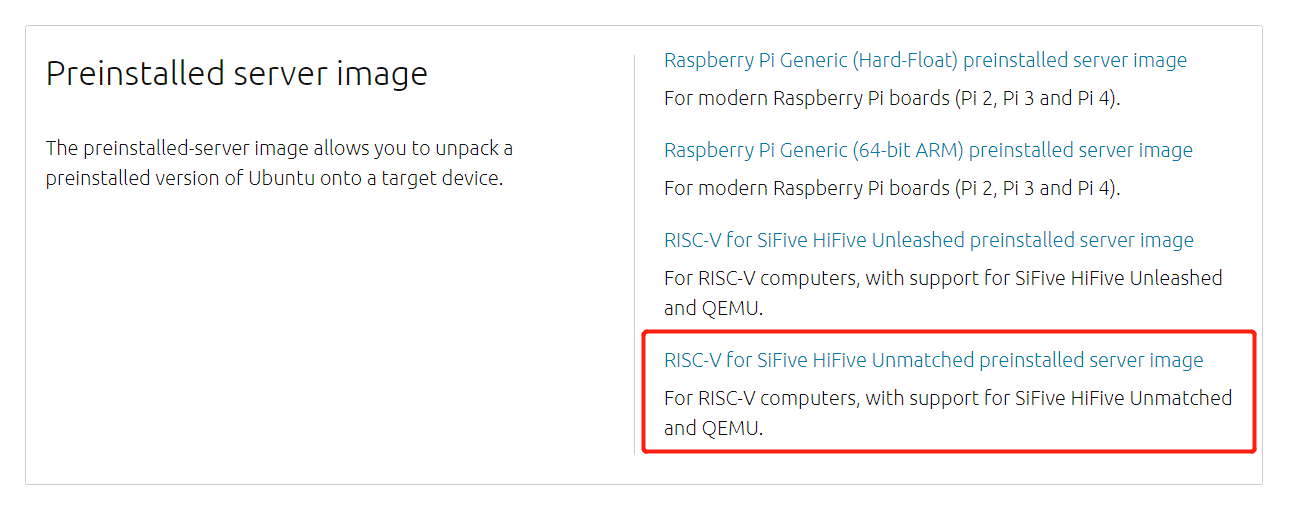 Preinstalled server image
The preinstalled-server image allows you to unpack a
preinstalled version of Ubuntu onto a target device.
Raspberry Pi Generic (Hard-Float) preinstalled server image
For modern Raspberry Pi boards (Pi 2, Pi 3 and Pi 4).
Raspberry Pi Generic (64-bit ARM) preinstalled server image
For modern Raspberry Pi boards (Pi 2, Pi 3 and Pi 4).
RISC-V for SiFive HiFive Unleashed preinstalled server image
For RISC-V computers, with support for SiFive HiFive Unleashed
and QEMU.
RISC-V for SiFive HiFive Unmatched preinstalled server image
For RISC-V computers, with support for SiFive HiFive Unmatched
and QEMU.